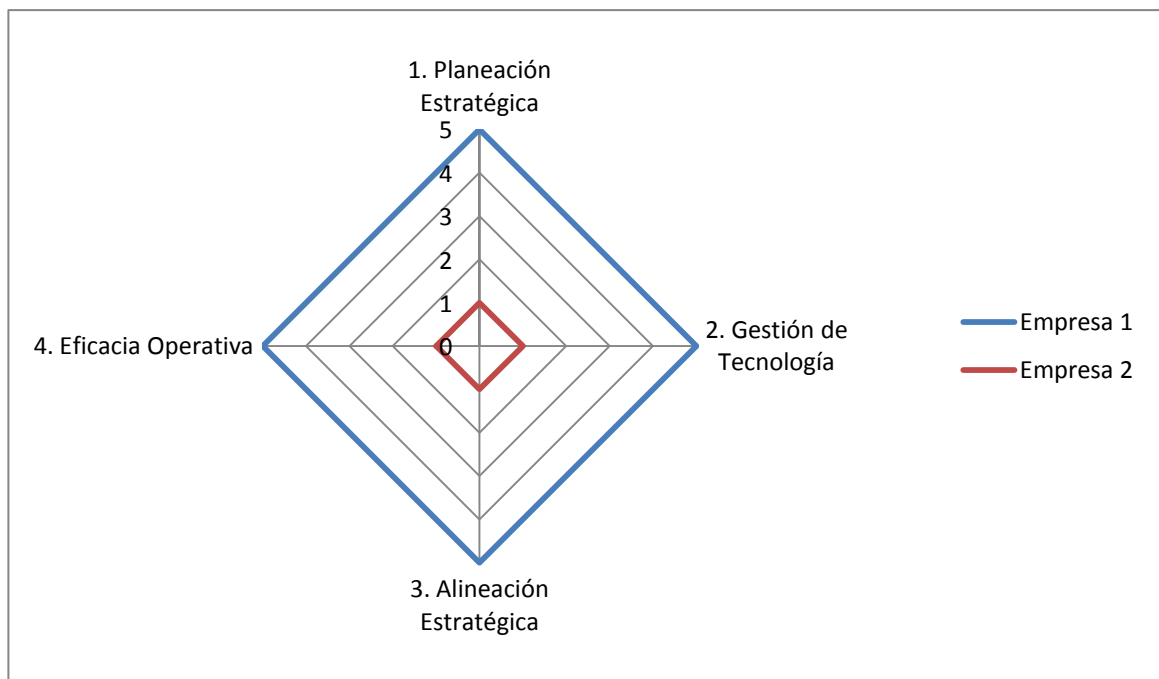 1. Planeación
Estratégica
5
4
3
2
1
0
2. Gestión de
Tecnología
3. Alineación
Estratégica
4. Eficacia Operativa
Empresa 1
Empresa 2